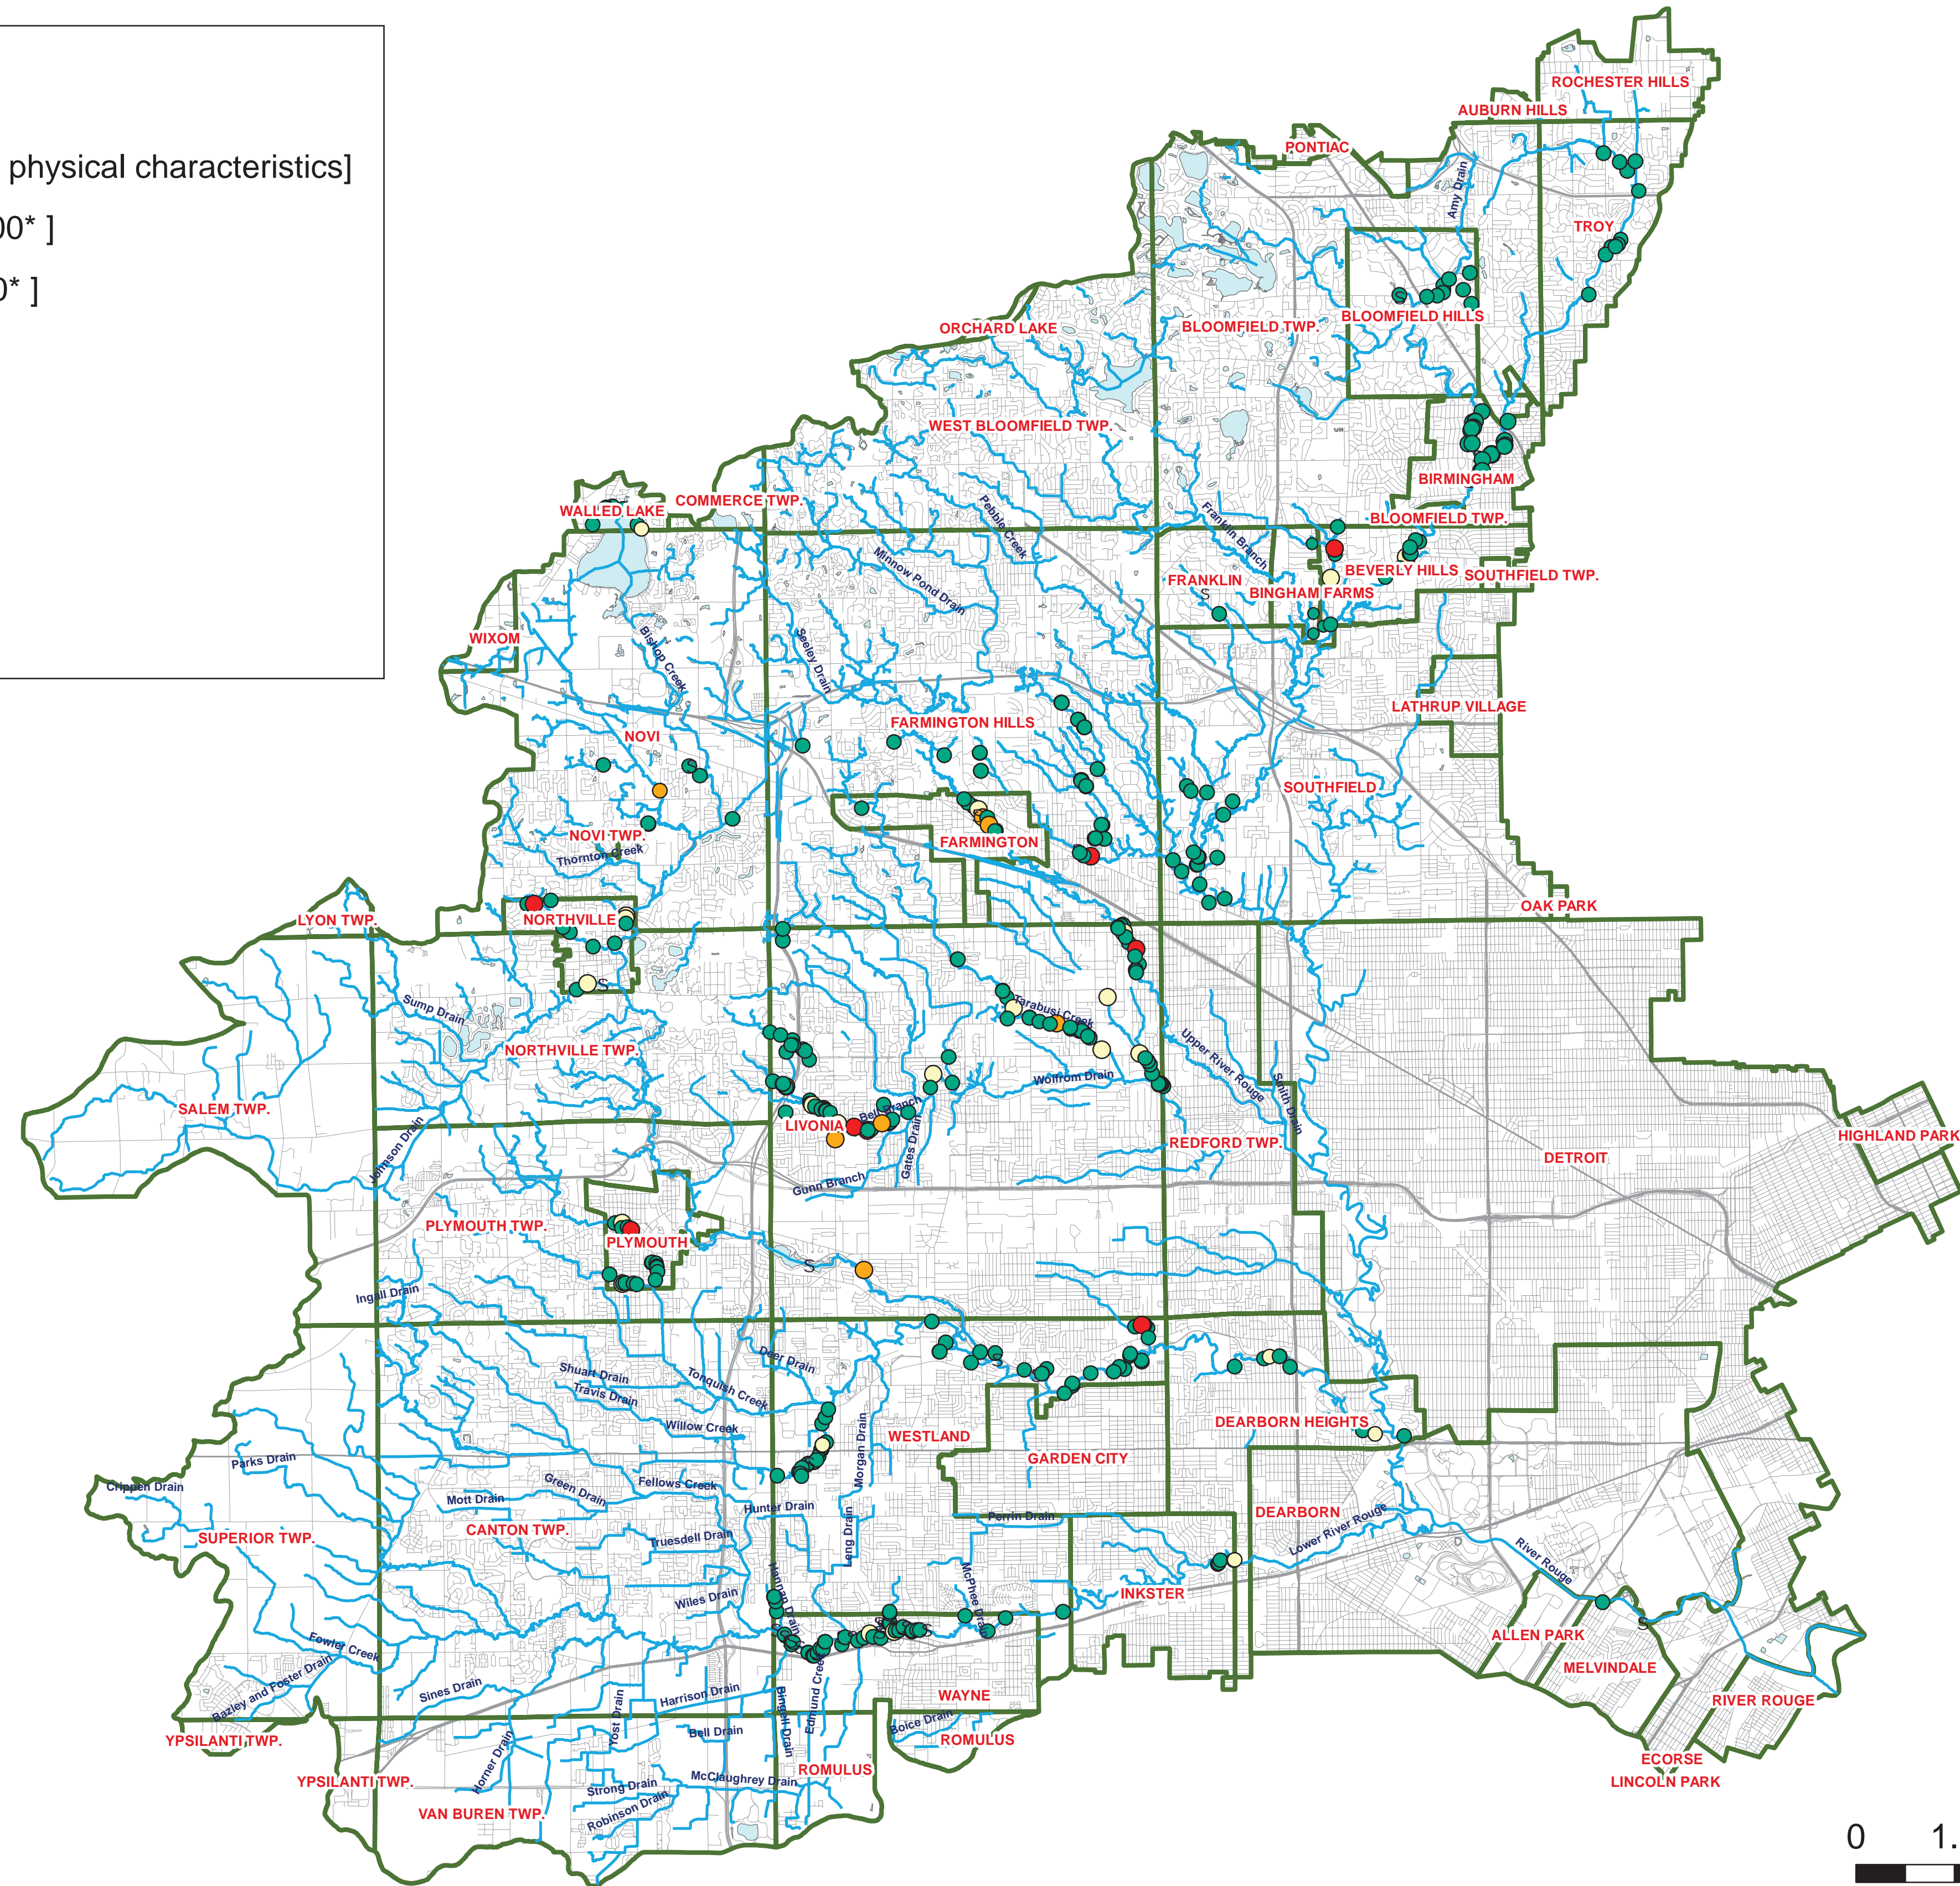 physical characteristics]
00* ]
0* ]
ROCHESTER HILLS
AUBURN HILLS
PONTIAC
Amy Drain
TROY
BLOOMFIELD HILLS
ORCHARD LAKE
BLOOMFIELD TWP.
WEST BLOOMFIELD TWP.
BIRMINGHAM
COMMERCE TWP.
WALLED LAKE
Pebble Creek
Franklin Branch
BLOOMFIELD TWP.
Minnow Pond Drain
FRANKLIN
S
BEVERLY HILLS
SOUTHFIELD TWP.
BINGHAM FARMS
WIXOM
Bishop Creek
Seeley Drain
LATHRUP VILLAGE
FARMINGTON HILLS
NOVI
SOUTHFIELD
NOVI TWP.
FARMINGTON
Thornton Creek
OAK PARK
LYON TWP.
NORTHVILLE
S
Sump Drain
Tarabusi Creek
NORTHVILLE TWP.
Upper River Rouge
Smith Drain
Wolfrom Drain
SALEM TWP.
Bell Branch
LIVONIA
Johnson Drain
Gates Drain
REDFORD TWP.
HIGHLAND PARK
DETROIT
Gunn Branch
PLYMOUTH TWP.
PLYMOUTH
S
Ingall Drain
Deer Drain
S
Shuart Drain
Tonquish Creek
Travis Drain
Willow Creek
DEARBORN HEIGHTS
WESTLAND
Morgan Drain
GARDEN CITY
Parks Drain
Crippen Drain
Green Drain
Fellows Creek
Mott Drain
Hunter Drain
DEARBORN
Perrin Drain
CANTON TWP.
SUPERIOR TWP.
Truesdell Drain
Leng Drain
Lower River Rouge
River Rouge
Hannan Drain
McPhee Drain
INKSTER
Wiles Drain
S
S
S
ALLEN PARK
Fowler Creek
MELVINDALE
Bazley and Foster Drain
Sines Drain
Harrison Drain
Edmund Creek
WAYNE
RIVER ROUGE
Yost Drain
Bell Drain
Bingell Drain
Boice Drain
YPSILANTI TWP.
ROMULUS
Horner Drain
ECORSE
ROMULUS
YPSILANTI TWP.
McClaughrey Drain
LINCOLN PARK
Strong Drain
VAN BUREN TWP.
Robinson Drain
0 1.